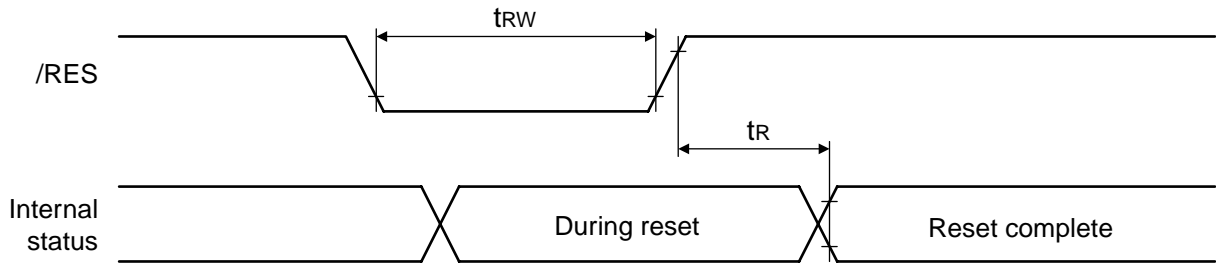 tRW
/RES
tR
Internal
status
During reset
Reset complete